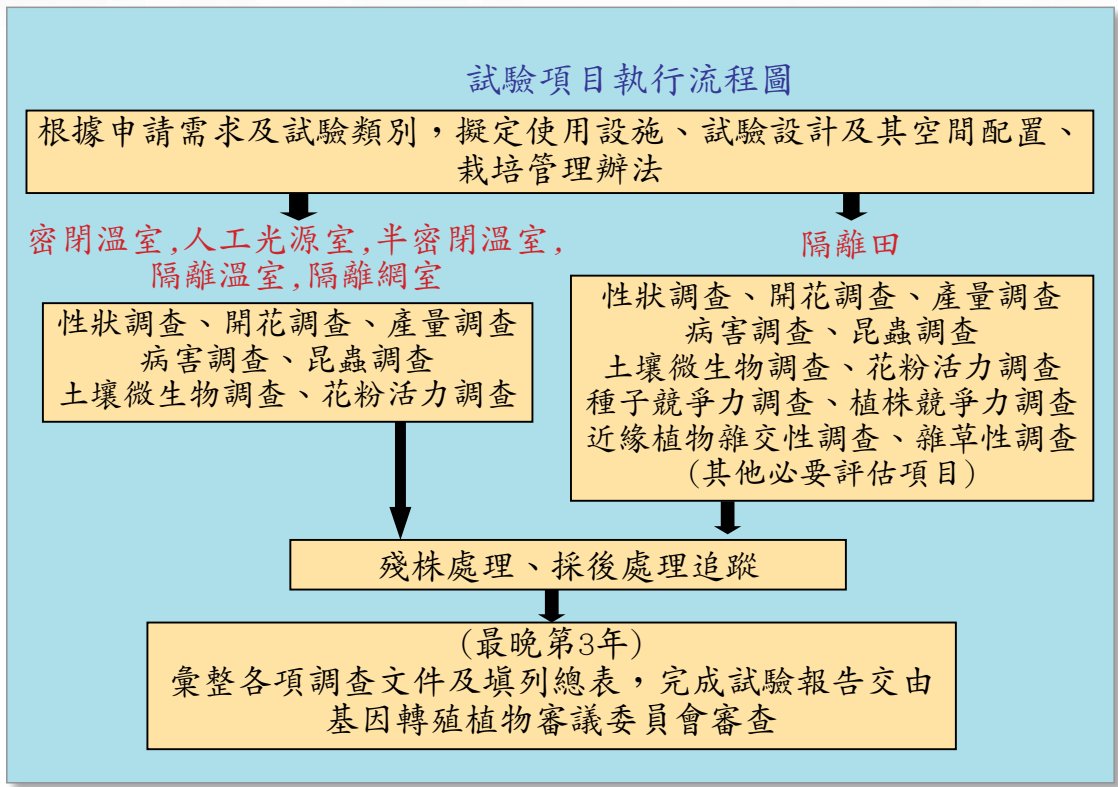 試驗項目執行流程圖
根據申請需求及試驗類別，擬定使用設施、試驗設計及其空間配置、
栽培管理辦法
密閉溫室,人工光源室,半密閉溫室,
隔離溫室,隔離網室
性狀調查、開花調查、產量調查
病害調查、昆蟲調查
土壤微生物調查、花粉活力調查
隔離田
性狀調查、開花調查、產量調查
病害調查、昆蟲調查
土壤微生物調查、花粉活力調查
種子競爭力調查、植株競爭力調查
近緣植物雜交性調查、雜草性調查
(其他必要評估項目)
殘株處理、採後處理追蹤
(最晚第3年)
彙整各項調查文件及填列總表，完成試驗報告交由
基因轉殖植物審議委員會審查